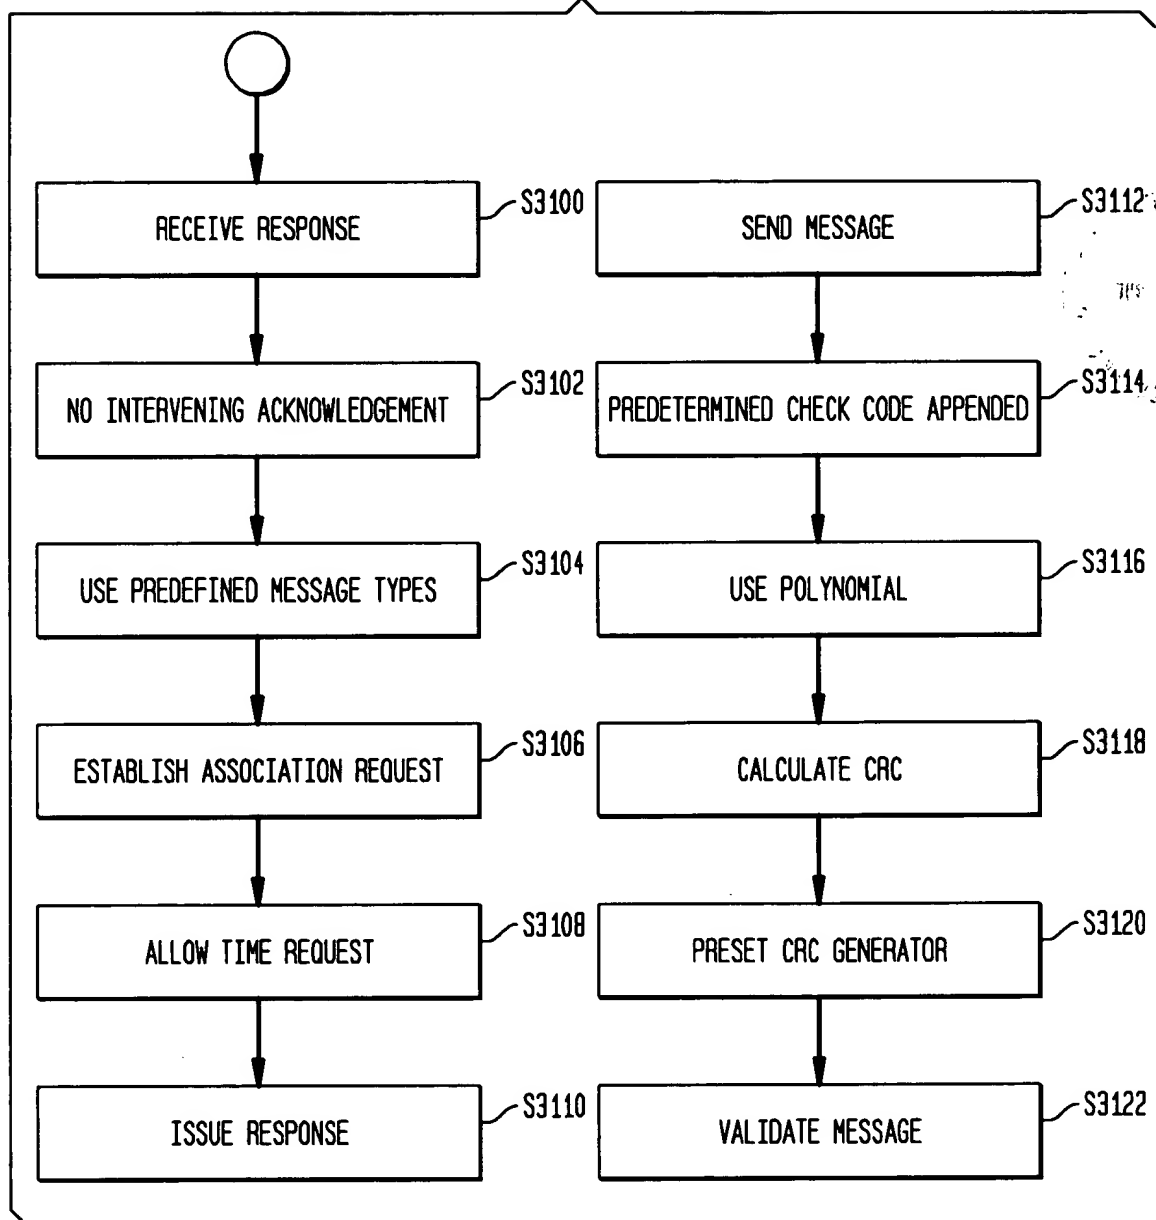 RECEIVE RESPONSE
S3100
NO INTERVENING ACKNOWLEDGEMENT
S3102
USE PREDEFINED MESSAGE TYPES
S3104
ESTABLISH ASSOCIATION REQUEST
S3106
ALLOW TIME REQUEST
S3108
ISSUE RESPONSE
S3110
SEND MESSAGE
S3112
PREDETERMINED CHECK CODE APPENDED
S3114
USE POLYNOMIAL
S3116
CALCULATE CRC
S3118
PRESET CRC GENERATOR
S3120
VALIDATE MESSAGE
S3122